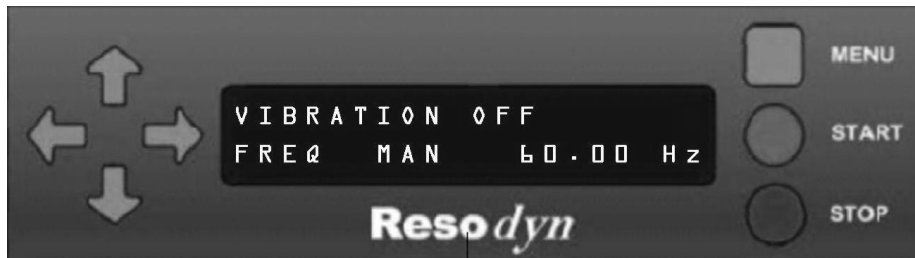 VIBRATION OFF
FREQ MAN 60.00 Hz
MENU
START
STOP
Resodyn